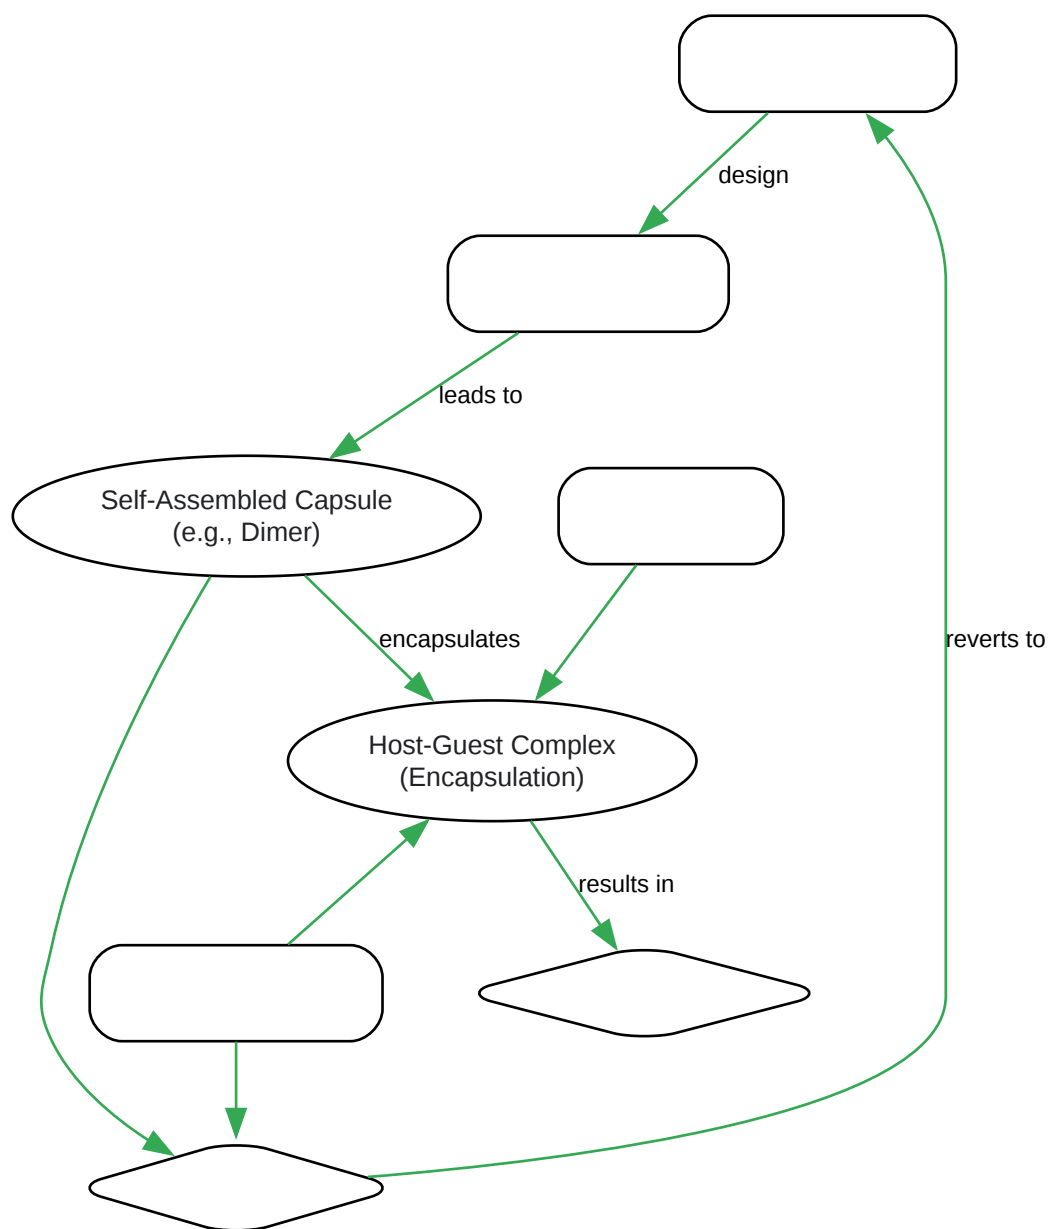 design
leads to
Self-Assembled Capsule
(e.g., Dimer)
encapsulates
reverts to
Host-Guest Complex
(Encapsulation)
results in